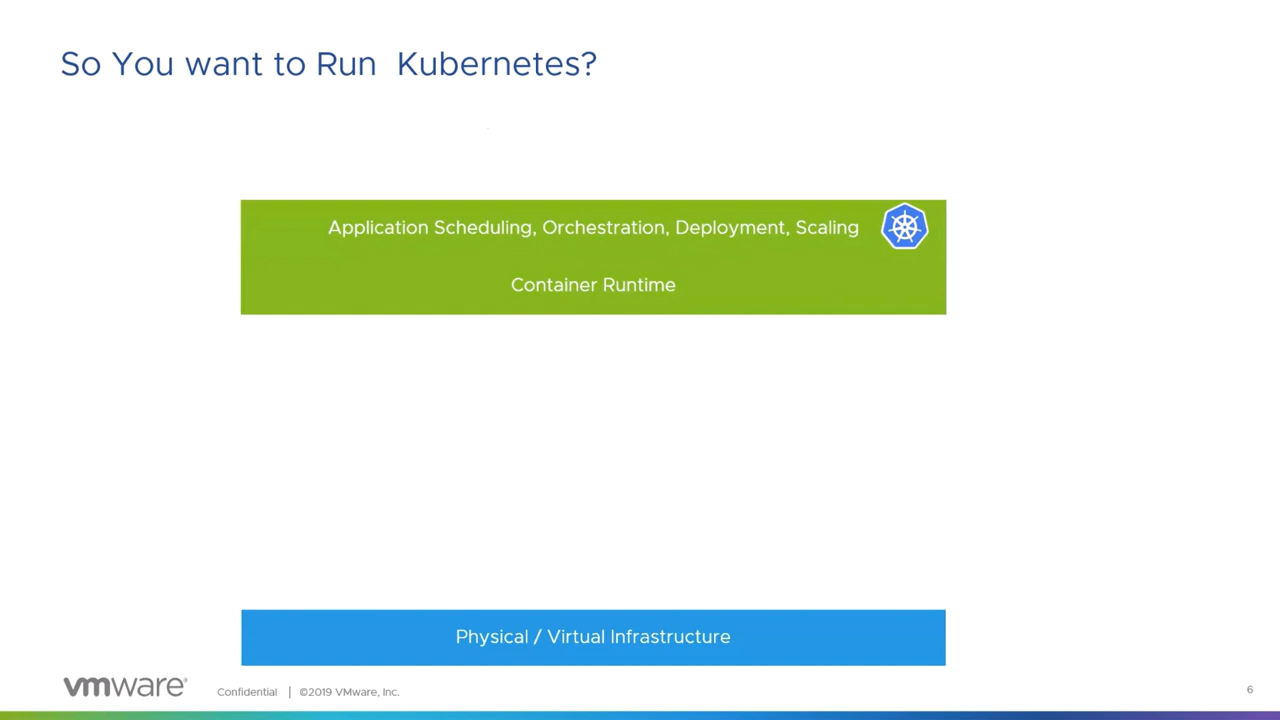 So You want to Run  Kubernetes?
Application Scheduling, Orchestration, Deployment, Scaling
Container Runtime
Physical / Virtual Infrastructure
vmware®
Confidential | ©2019 VMware, Inc.
6